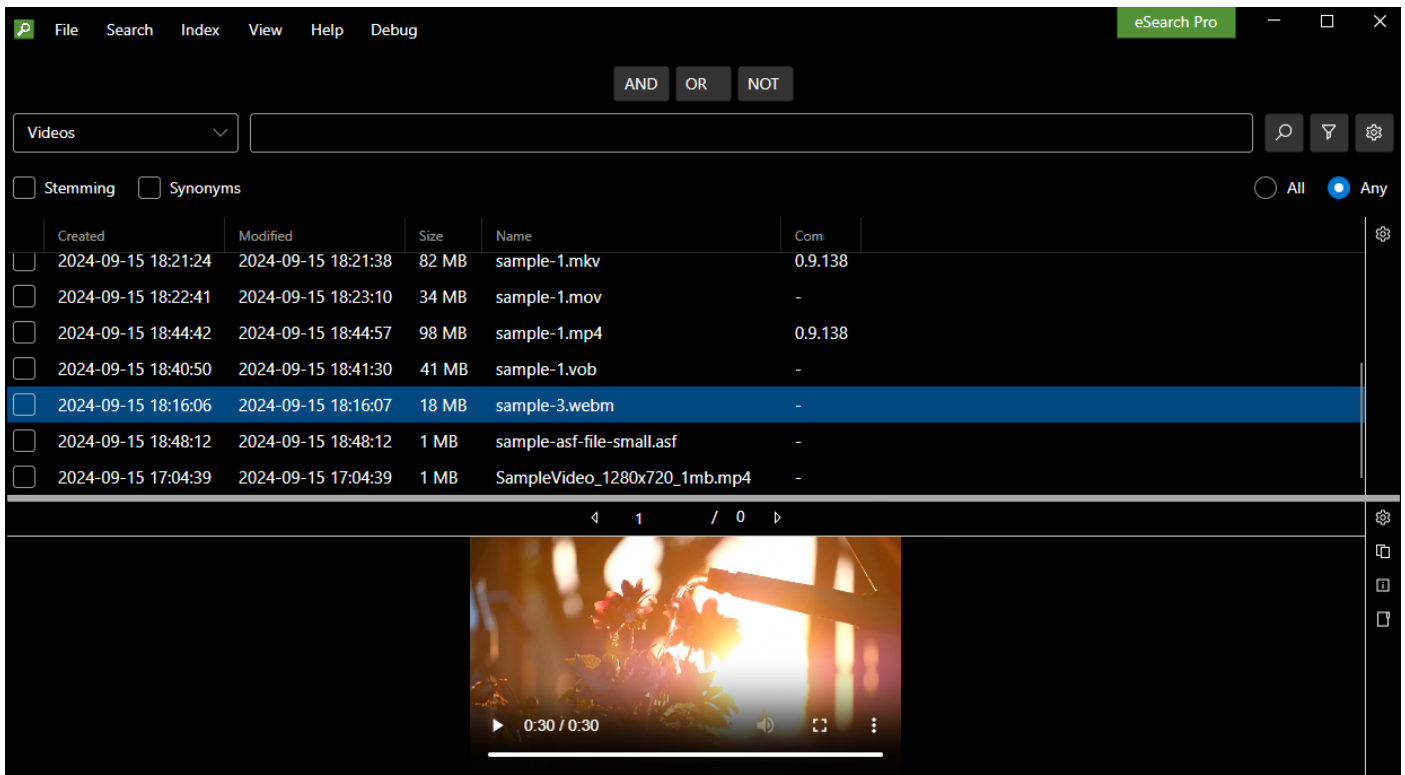 File Search Index View Help Debug eSearch Pro
AND OR NOT
Videos
Stemming Synonyms All Any
Created Modified Size Name Com
2024-09-15 18:21:24 2024-09-15 18:21:38 82 MB sample-1.mkv 0.9.138
2024-09-15 18:22:41 2024-09-15 18:23:10 34 MB sample-1.mov -
2024-09-15 18:44:42 2024-09-15 18:44:57 98 MB sample-1.mp4 0.9.138
2024-09-15 18:40:50 2024-09-15 18:41:30 41 MB sample-1.vob -
2024-09-15 18:16:06 2024-09-15 18:16:07 18 MB sample-3.webm -
2024-09-15 18:48:12 2024-09-15 18:48:12 1 MB sample-asf-file-small.asf -
2024-09-15 17:04:39 2024-09-15 17:04:39 1 MB SampleVideo_1280x720_1mb.mp4 -
1 / 0
0:30 / 0:30